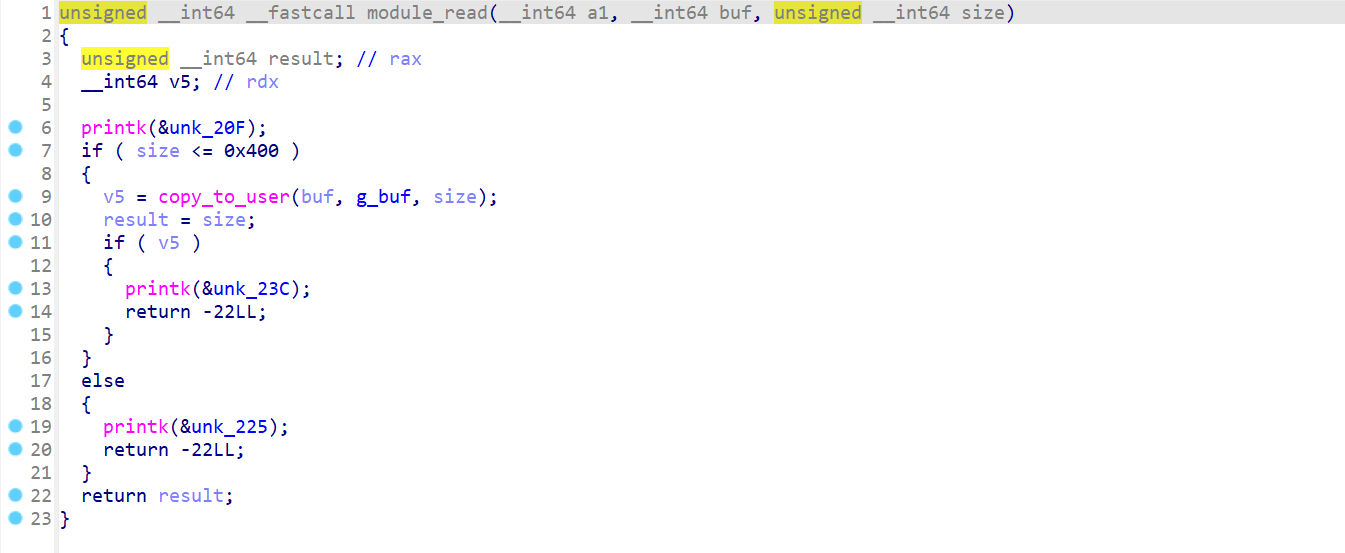 1 unsigned __int64 __fastcall module_read(__int64 a1, __int64 buf, unsigned __int64 size)
2 {
3   unsigned __int64 result; // rax
4   __int64 v5; // rdx
5
6   printk(&unk_20F);
7   if ( size <= 0x400 )
8   {
9     v5 = copy_to_user(buf, g_buf, size);
10     result = size;
11     if ( v5 )
12     {
13       printk(&unk_23C);
14       return -22LL;
15     }
16   }
17   else
18   {
19     printk(&unk_225);
20     return -22LL;
21   }
22   return result;
23 }